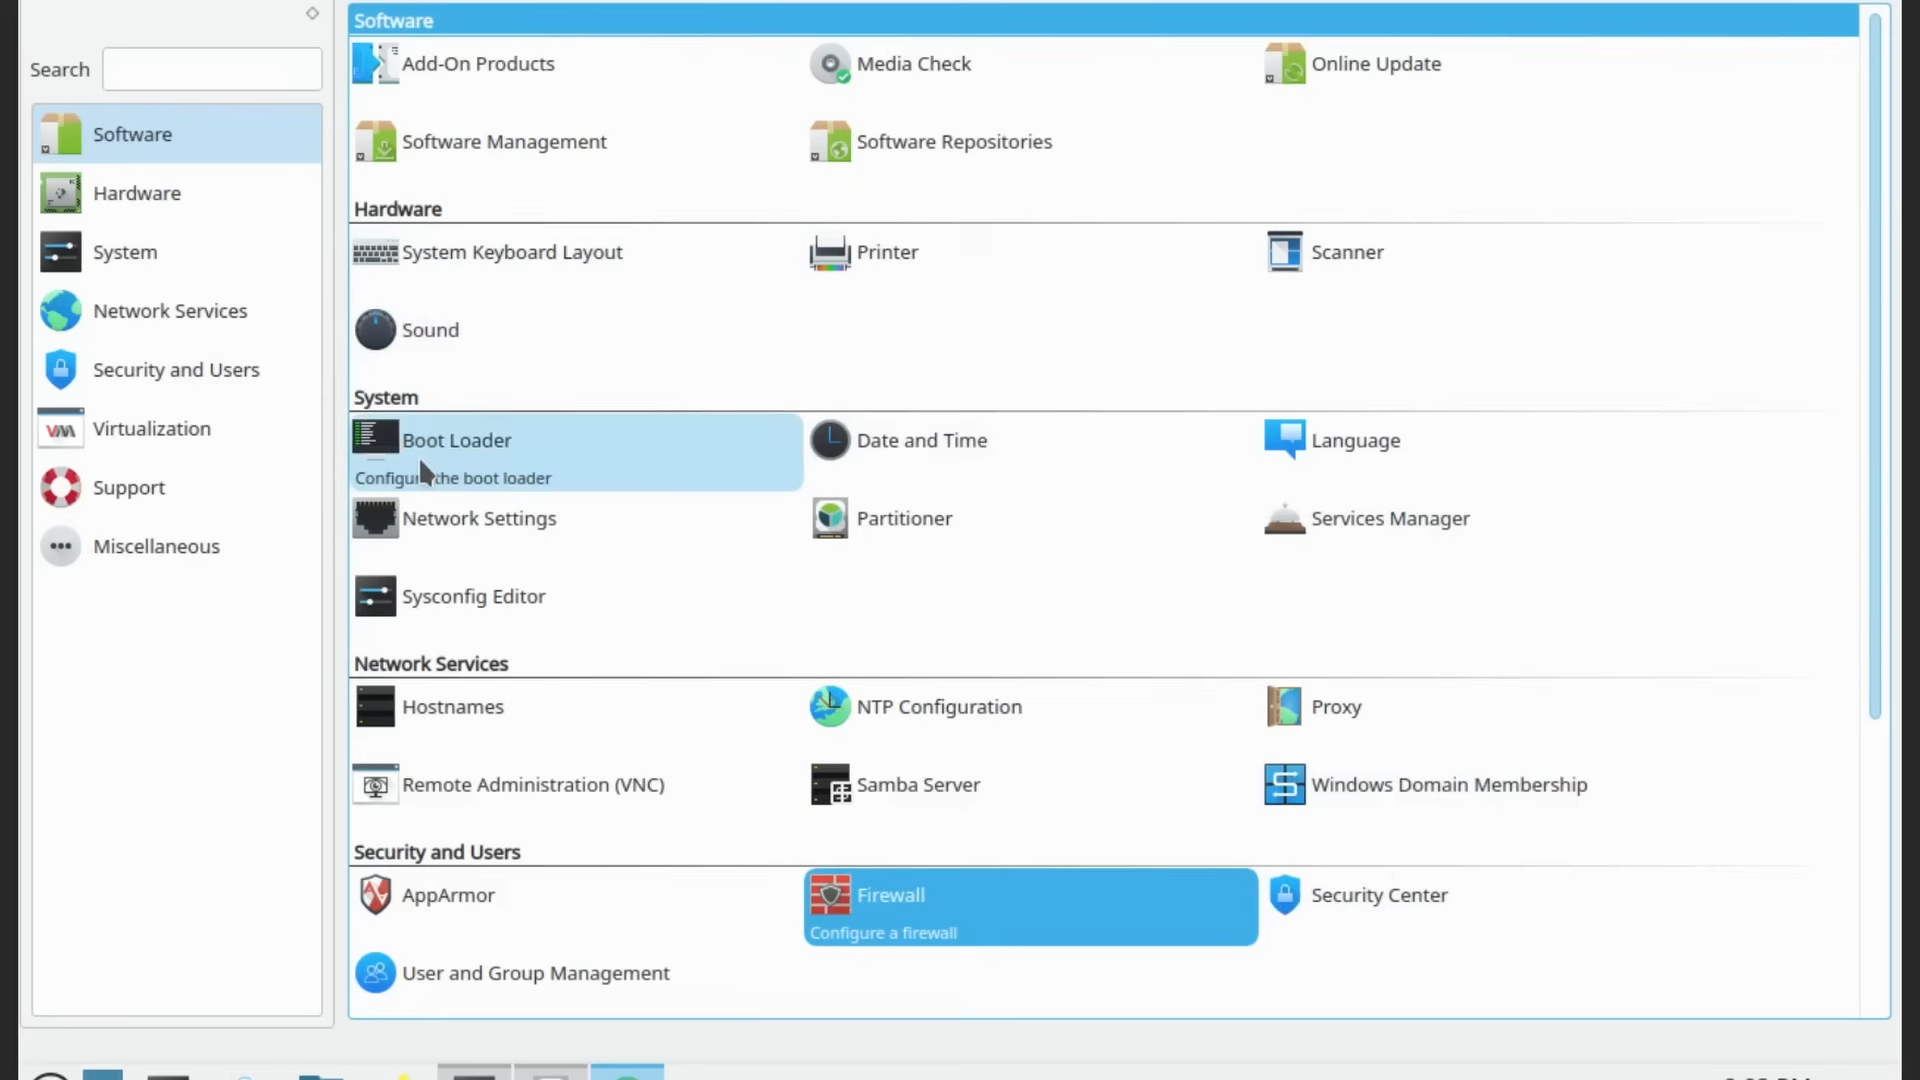 Software
Search
Software
Hardware
System
Network Services
Security and Users
Virtualization
Support
Miscellaneous
Add-On Products
Media Check
Online Update
Software Management
Software Repositories
Hardware
System Keyboard Layout
Printer
Scanner
Sound
System
Boot Loader
Configure the boot loader
Date and Time
Language
Network Settings
Partitioner
Services Manager
Sysconfig Editor
Network Services
Hostnames
NTP Configuration
Proxy
Remote Administration (VNC)
Samba Server
Windows Domain Membership
Security and Users
AppArmor
Firewall
Configure a firewall
Security Center
User and Group Management